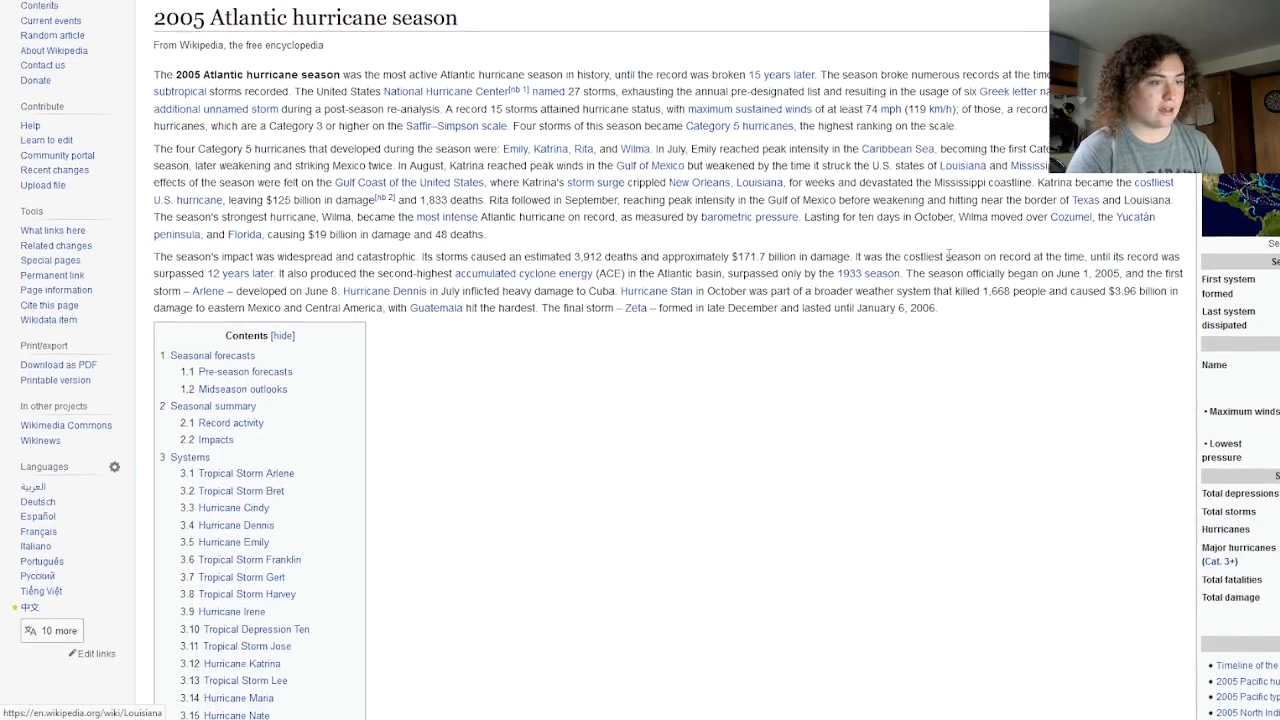 Contents
Current events
Random article
About Wikipedia
Contact us
Donate
Contribute
Help
Learn to edit
Community portal
Recent changes
Upload file
Tools
What links here
Related changes
Special pages
Permanent link
Page information
Cite this page
Wikidata item
Print/export
Download as PDF
Printable version
In other projects
Wikimedia Commons
Wikinews
Languages
العربية
Deutsch
Español
Français
Italiano
Português
Русский
Tiếng Việt
中文
10 more
Edit links
https://en.wikipedia.org/wiki/Louisiana
2005 Atlantic hurricane season
From Wikipedia, the free encyclopedia
The 2005 Atlantic hurricane season was the most active Atlantic hurricane season in history, until the record was broken 15 years later. The season broke numerous records at the time
subtropical storms recorded. The United States National Hurricane Center[nb 1] named 27 storms, exhausting the annual pre-designated list and resulting in the usage of six Greek letter
additional unnamed storm during a post-season re-analysis. A record 15 storms attained hurricane status, with maximum sustained winds of at least 74 mph (119 km/h); of those, a record
hurricanes, which are a Category 3 or higher on the Saffir–Simpson scale. Four storms of this season became Category 5 hurricanes, the highest ranking on the scale.
The four Category 5 hurricanes that developed during the season were: Emily, Katrina, Rita, and Wilma. In July, Emily reached peak intensity in the Caribbean Sea, becoming the first
season, later weakening and striking Mexico twice. In August, Katrina reached peak winds in the Gulf of Mexico but weakened by the time it struck the U.S. states of Louisiana and
effects of the season were felt on the Gulf Coast of the United States, where Katrina's storm surge crippled New Orleans, Louisiana, for weeks and devastated the Mississippi coastline. Katrina became the costliest
U.S. hurricane, leaving $125 billion in damage[nb 2] and 1,833 deaths. Rita followed in September, reaching peak intensity in the Gulf of Mexico before weakening and hitting near the border of Texas and Louisiana.
The season's strongest hurricane, Wilma, became the most intense Atlantic hurricane on record, as measured by barometric pressure. Lasting for ten days in October, Wilma moved over Cozumel, the Yucatán
peninsula, and Florida, causing $19 billion in damage and 48 deaths.
The season's impact was widespread and catastrophic. Its storms caused an estimated 3,912 deaths and approximately $171.7 billion in damage. It was the costliest season on record at the time, until its record was
surpassed 12 years later. It also produced the second-highest accumulated cyclone energy (ACE) in the Atlantic basin, surpassed only by the 1933 season. The season officially began on June 1, 2005, and the first
storm – Arlene – developed on June 8. Hurricane Dennis in July inflicted heavy damage to Cuba. Hurricane Stan in October was part of a broader weather system that killed 1,668 people and caused $3.96 billion in
damage to eastern Mexico and Central America, with Guatemala hit the hardest. The final storm – Zeta – formed in late December and lasted until January 6, 2006.
Contents [hide]
1 Seasonal forecasts
1.1 Pre-season forecasts
1.2 Midseason outlooks
2 Seasonal summary
2.1 Record activity
2.2 Impacts
3 Systems
3.1 Tropical Storm Arlene
3.2 Tropical Storm Bret
3.3 Hurricane Cindy
3.4 Hurricane Dennis
3.5 Hurricane Emily
3.6 Tropical Storm Franklin
3.7 Tropical Storm Gert
3.8 Tropical Storm Harvey
3.9 Hurricane Irene
3.10 Tropical Depression Ten
3.11 Tropical Storm Jose
3.12 Hurricane Katrina
3.13 Tropical Storm Lee
3.14 Hurricane Maria
3.15 Hurricane Nate
First system
formed
Last system
dissipated
Name
• Maximum winds
• Lowest
pressure
Total depressions
Total storms
Hurricanes
Major hurricanes
(Cat. 3+)
Total fatalities
Total damage
• Timeline of the
• 2005 Pacific
• 2005 Pacific
• 2005 North